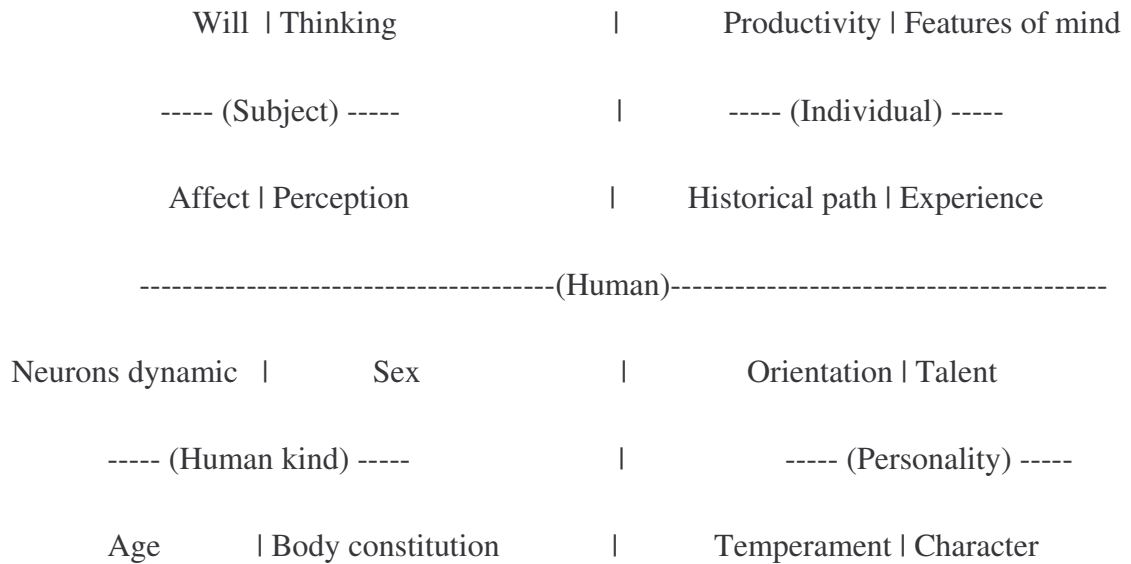 Will | Thinking | Productivity | Features of mind
----- (Subject) ----- | ----- (Individual) -----
Affect | Perception | Historical path | Experience
---------------------------------------(Human)-----------------------------------------
Neurons dynamic | Sex | Orientation | Talent
----- (Human kind) ----- | ----- (Personality) -----
Age | Body constitution | Temperament | Character